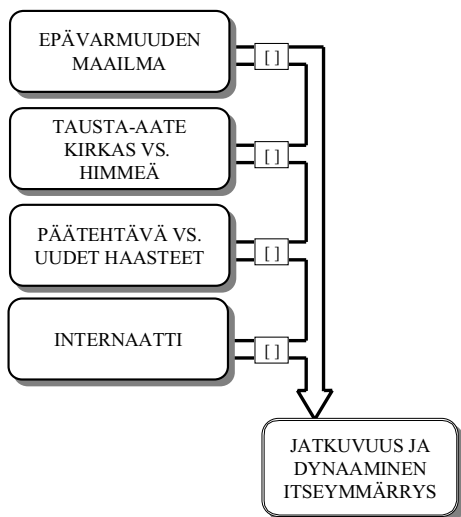 EPÄVARMUUDEN
MAAILMA
[ ]
TAUSTA-AATE
KIRKAS VS.
HIMMEÄ
[ ]
PÄÄTEHTÄVÄ VS.
UUDET HAASTEET
[ ]
INTERNAATTI
[ ]
JATKUVUUS JA
DYNAAMINEN
ITSEYMMÄRRYS